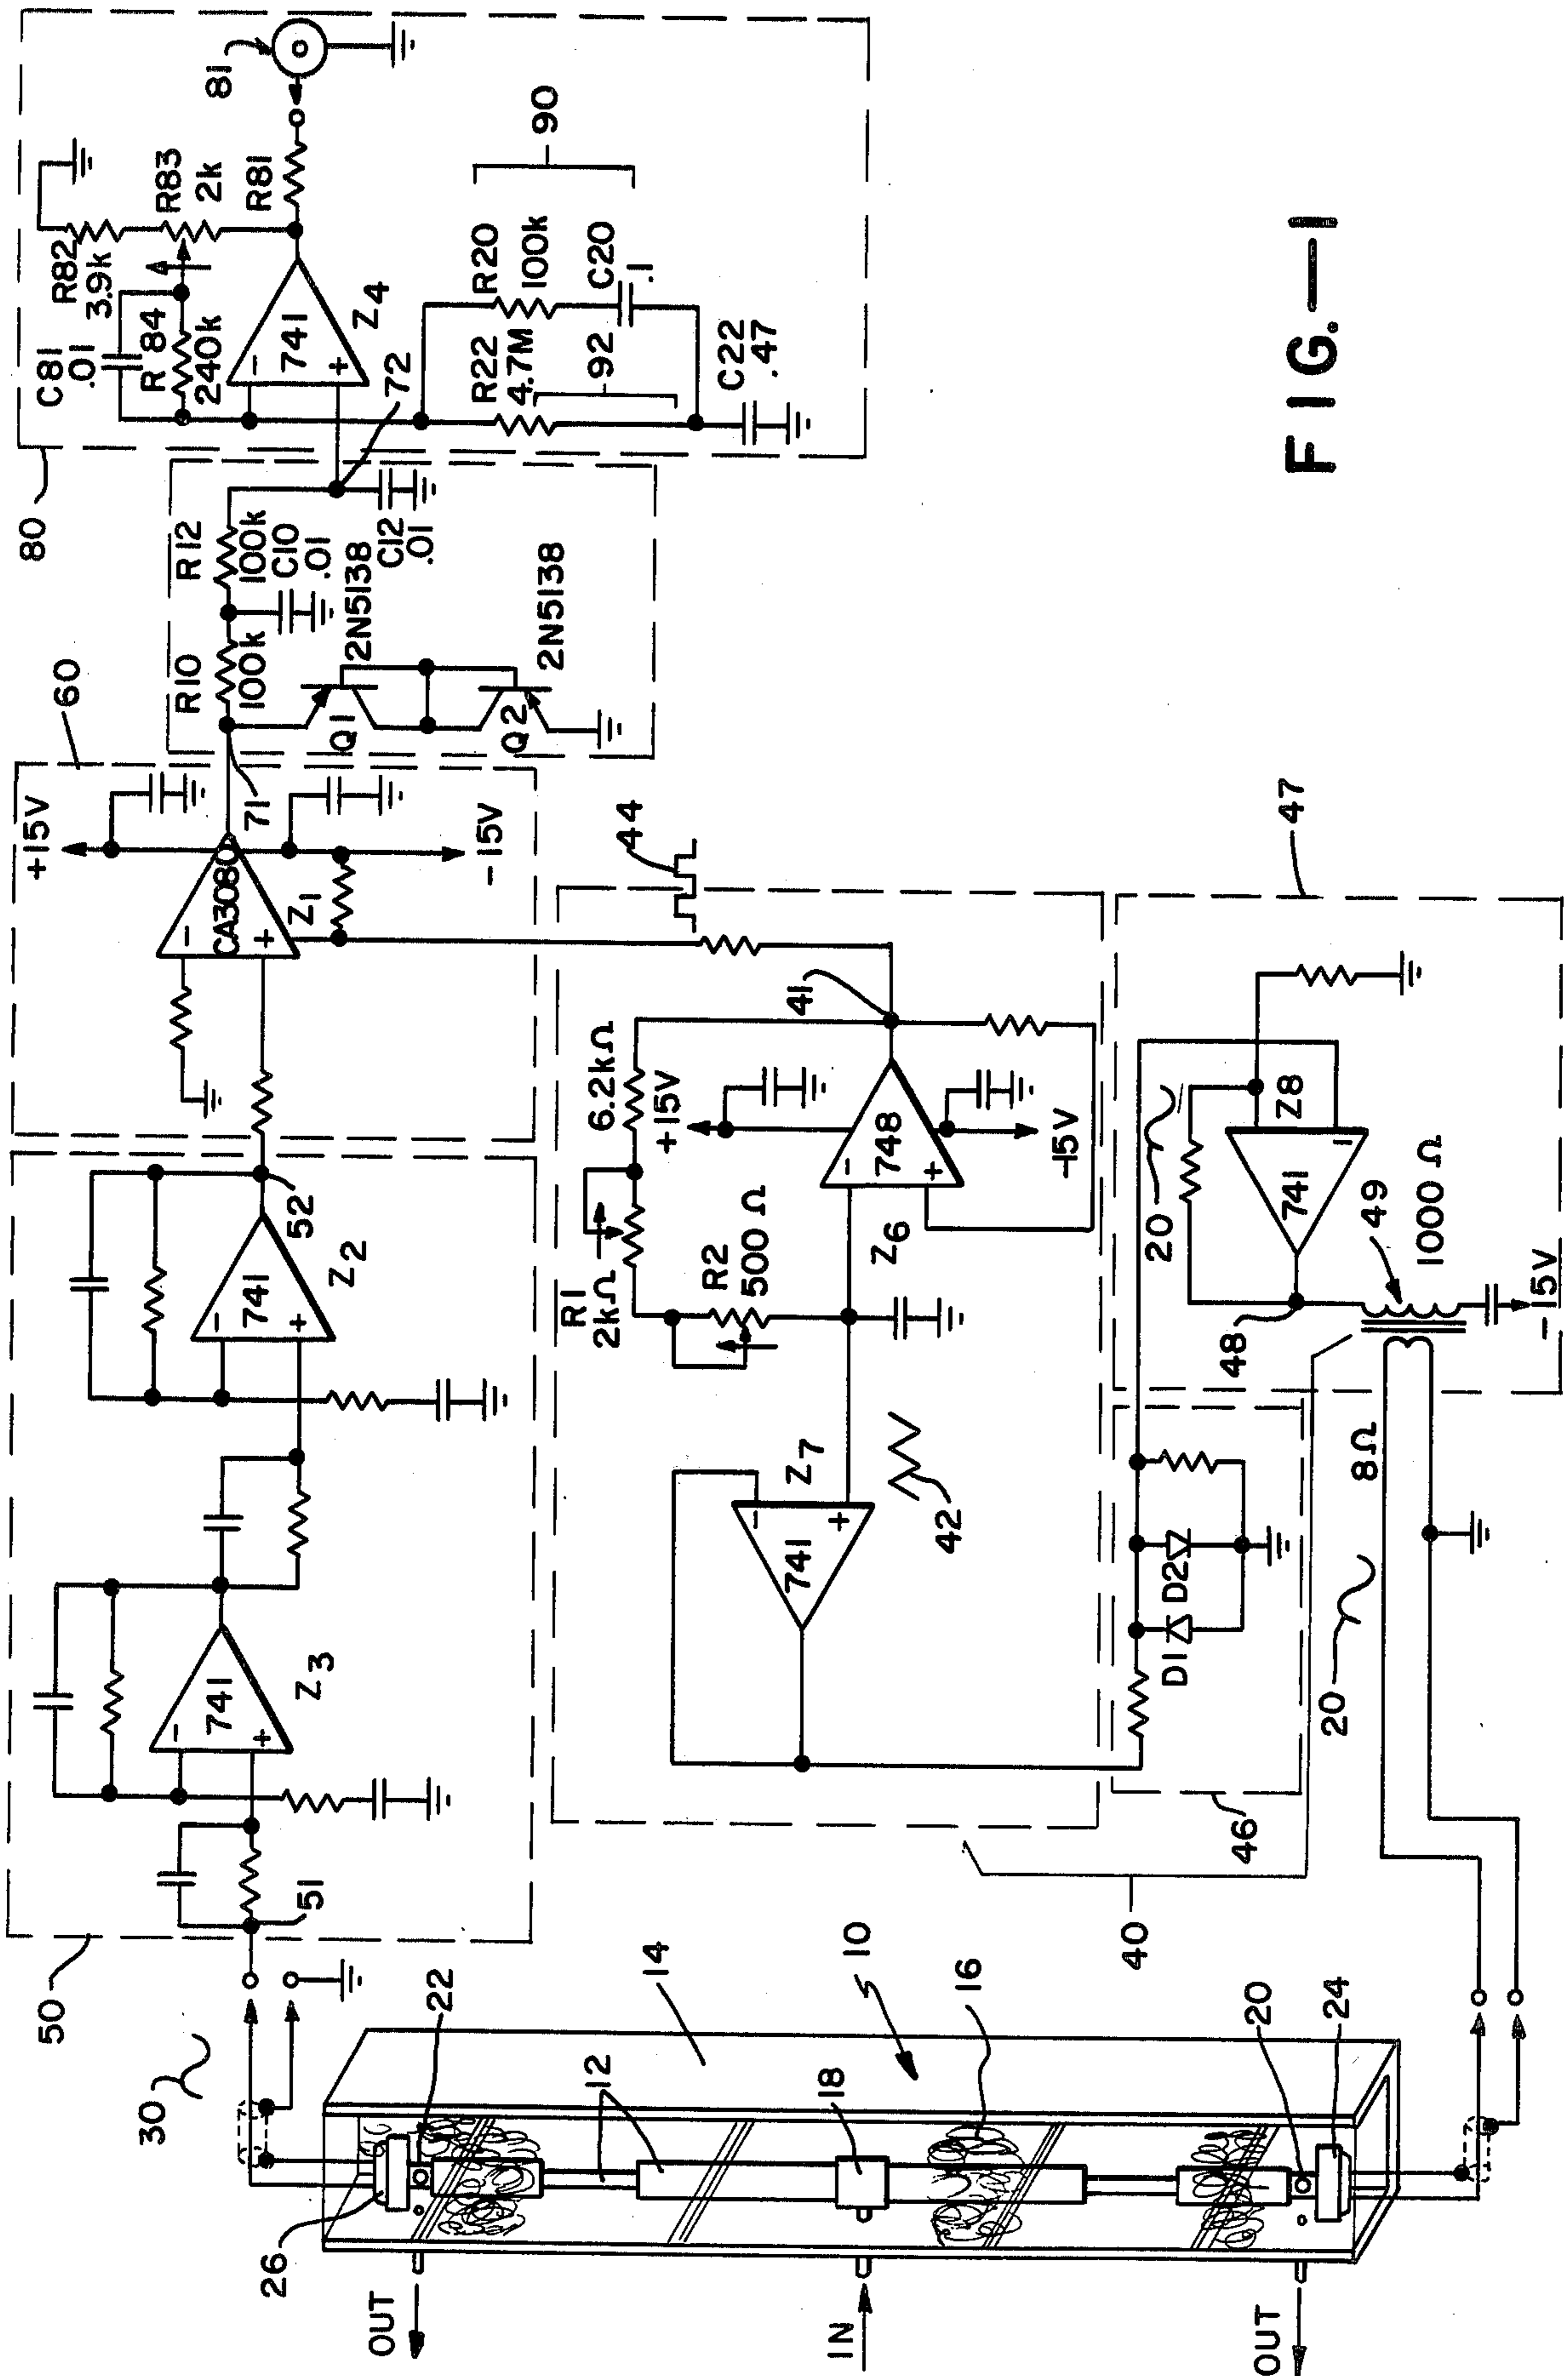 50
30
51
741
Z3
741
Z2
52
60
+15V
CA3080
Z1
-15V
71
R10
100k
R12
100k
C10
.01
Q1
2N5138
Q2
2N5138
C12
.01
72
80
C81
.01
R 84
240k
R82
3.9k
R83
2k
R81
81
741
Z4
R22
4.7M
92
R20
100k
C20
.1
90
C22
.47
R1
2kΩ
6.2kΩ
R2
500Ω
+15V
748
Z6
-15V
41
44
741
Z7
42
40
46
D1
D2
47
20
741
Z8
48
49
1000Ω
-15V
8Ω
20
OUT
26
22
14
12
10
18
16
IN
20
24
OUT
FIG.—1